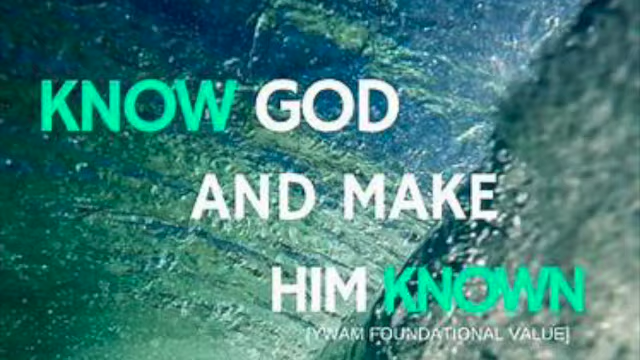 KNOW GOD
AND MAKE
HIM KNOWN
[YWAM FOUNDATIONAL VALUE]